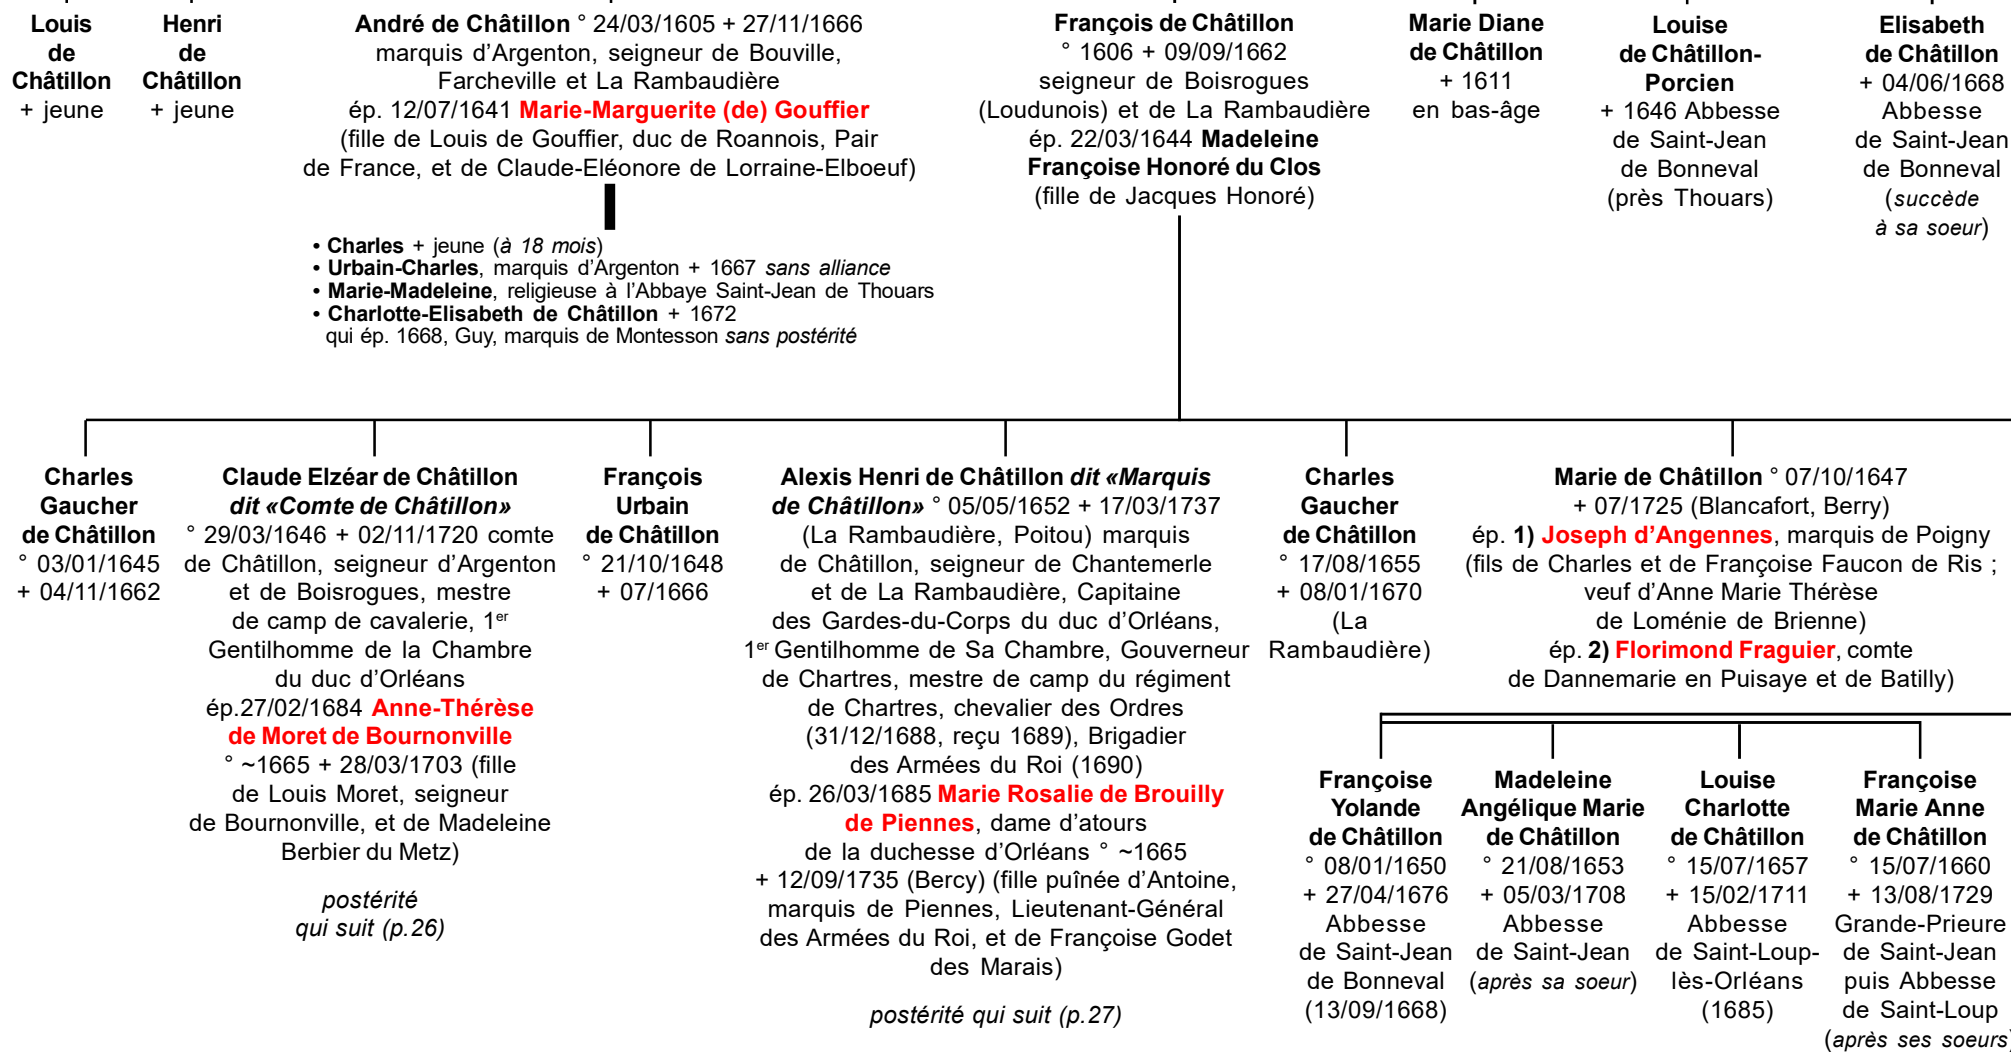 Louis
de
Châtillon
+ jeune
Henri
de
Châtillon
+ jeune
André de Châtillon ° 24/03/1605 + 27/11/1666
marquis d'Argenton, seigneur de Bouville,
Farcheville et La Rambaudière
ép. 12/07/1641 Marie-Marguerite (de) Gouffier
(fille de Louis de Gouffier, duc de Roannois, Pair
de France, et de Claude-Eléonore de Lorraine-Elboeuf)
• Charles + jeune (à 18 mois)
• Urbain-Charles, marquis d'Argenton + 1667 sans alliance
• Marie-Madeleine, religieuse à l'Abbaye Saint-Jean de Thouars
• Charlotte-Elisabeth de Châtillon + 1672
qui ép. 1668, Guy, marquis de Montesson sans postérité
François de Châtillon
° 1606 + 09/09/1662
seigneur de Boisrogues
(Loudunois) et de La Rambaudière
ép. 22/03/1644 Madeleine
Françoise Honoré du Clos
(fille de Jacques Honoré)
Marie Diane
de Châtillon
+ 1611
en bas-âge
Louise
de Châtillon-
Porcien
+ 1646 Abbesse
de Saint-Jean
de Bonneval
(près Thouars)
Elisabeth
de Châtillon
+ 04/06/1668
Abbesse
de Saint-Jean
de Bonneval
(succède
à sa soeur)
Charles
Gaucher
de Châtillon
° 03/01/1645
+ 04/11/1662
Claude Elzéar de Châtillon
dit «Comte de Châtillon»
° 29/03/1646 + 02/11/1720 comte
de Châtillon, seigneur d'Argenton
et de Boisrogues, mestre
de camp de cavalerie, 1er
Gentilhomme de la Chambre
du duc d'Orléans
ép.27/02/1684 Anne-Thérèse
de Moret de Bournonville
° ~1665 + 28/03/1703 (fille
de Louis Moret, seigneur
de Bournonville, et de Madeleine
Berbier du Metz)
postérité
qui suit (p.26)
François
Urbain
de Châtillon
° 21/10/1648
+ 07/1666
Alexis Henri de Châtillon dit «Marquis
de Châtillon» ° 05/05/1652 + 17/03/1737
(La Rambaudière, Poitou) marquis
de Châtillon, seigneur de Chantemerle
et de La Rambaudière, Capitaine
des Gardes-du-Corps du duc d'Orléans,
1er Gentilhomme de Sa Chambre, Gouverneur
de Chartres, mestre de camp du régiment
de Chartres, chevalier des Ordres
(31/12/1688, reçu 1689), Brigadier
des Armées du Roi (1690)
ép. 26/03/1685 Marie Rosalie de Brouilly
de Piennes, dame d'atours
de la duchesse d'Orléans ° ~1665
+ 12/09/1735 (Bercy) (fille puînée d'Antoine,
marquis de Piennes, Lieutenant-Général
des Armées du Roi, et de Françoise Godet
des Marais)
postérité qui suit (p.27)
Charles
Gaucher
de Châtillon
° 17/08/1655
+ 08/01/1670
(La
Rambaudière)
Marie de Châtillon ° 07/10/1647
+ 07/1725 (Blancafort, Berry)
ép. 1) Joseph d'Angennes, marquis de Poigny
(fils de Charles et de Françoise Faucon de Ris ;
veuf d'Anne Marie Thérèse
de Loménie de Brienne)
ép. 2) Florimond Fraguier, comte
de Dannemarie en Puisaye et de Batilly)
Françoise
Yolande
de Châtillon
° 08/01/1650
+ 27/04/1676
Abbesse
de Saint-Jean
de Bonneval
(13/09/1668)
Madeleine
Angélique Marie
de Châtillon
° 21/08/1653
+ 05/03/1708
Abbesse
de Saint-Jean
(après sa soeur)
Louise
Charlotte
de Châtillon
° 15/07/1657
+ 15/02/1711
Abbesse
de Saint-Loup-
lès-Orléans
(1685)
Françoise
Marie Anne
de Châtillon
° 15/07/1660
+ 13/08/1729
Grande-Prieure
de Saint-Jean
puis Abbesse
de Saint-Loup
(après ses soeurs)